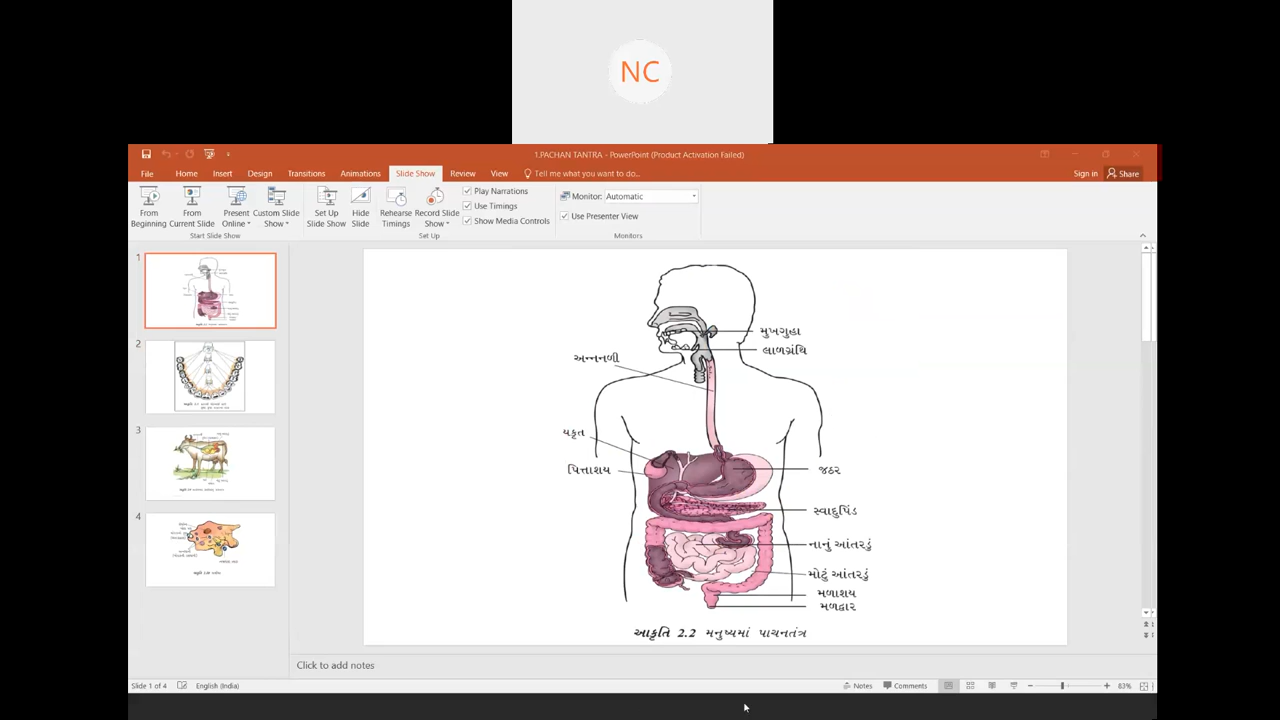 NC
1.PACHAN TANTRA - PowerPoint (Product Activation Failed)
File Home Insert Design Transitions Animations Slide Show Review View Tell me what you want to do... Sign in Share
From Beginning
From Current Slide
Present Online
Custom Slide Show
Start Slide Show
Set Up Slide Show
Hide Slide
Rehearse Timings
Record Slide Show
Play Narrations
Use Timings
Show Media Controls
Set Up
Monitor: Automatic
Use Presenter View
Monitors
1
2
3
4
મુખગુહા
લાળગ્રંથિ
અન્નનળી
યકૃત
પિત્તાશય
જઠર
સ્વાદુપિંડ
નાનું આંતરડું
મોટું આંતરડું
મળાશય
મળદ્વાર
આકૃતિ 2.2 મનુષ્યમાં પાચનતંત્ર
Click to add notes
Slide 1 of 4 English (India) Notes Comments 83%